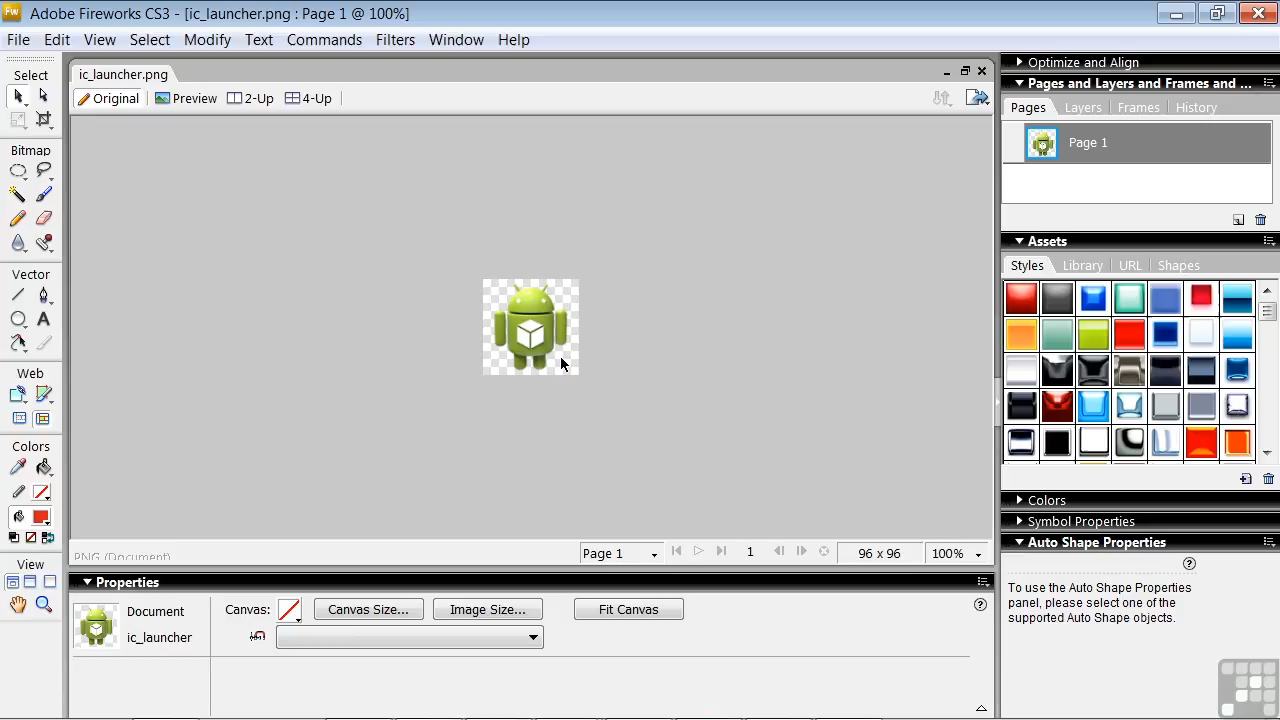 Fw Adobe Fireworks CS3 - [ic_launcher.png : Page 1 @ 100%]
File Edit View Select Modify Text Commands Filters Window Help
Select
Bitmap
Vector
Web
Colors
View
ic_launcher.png
Original Preview 2-Up 4-Up
PNG (Document)
Page 1 1 96 x 96 100%
Properties
Document
ic_launcher
Canvas: Canvas Size... Image Size... Fit Canvas
Optimize and Align
Pages and Layers and Frames and ...
Pages Layers Frames History
Page 1
Assets
Styles Library URL Shapes
Colors
Symbol Properties
Auto Shape Properties
To use the Auto Shape Properties
panel, please select one of the
supported Auto Shape objects.